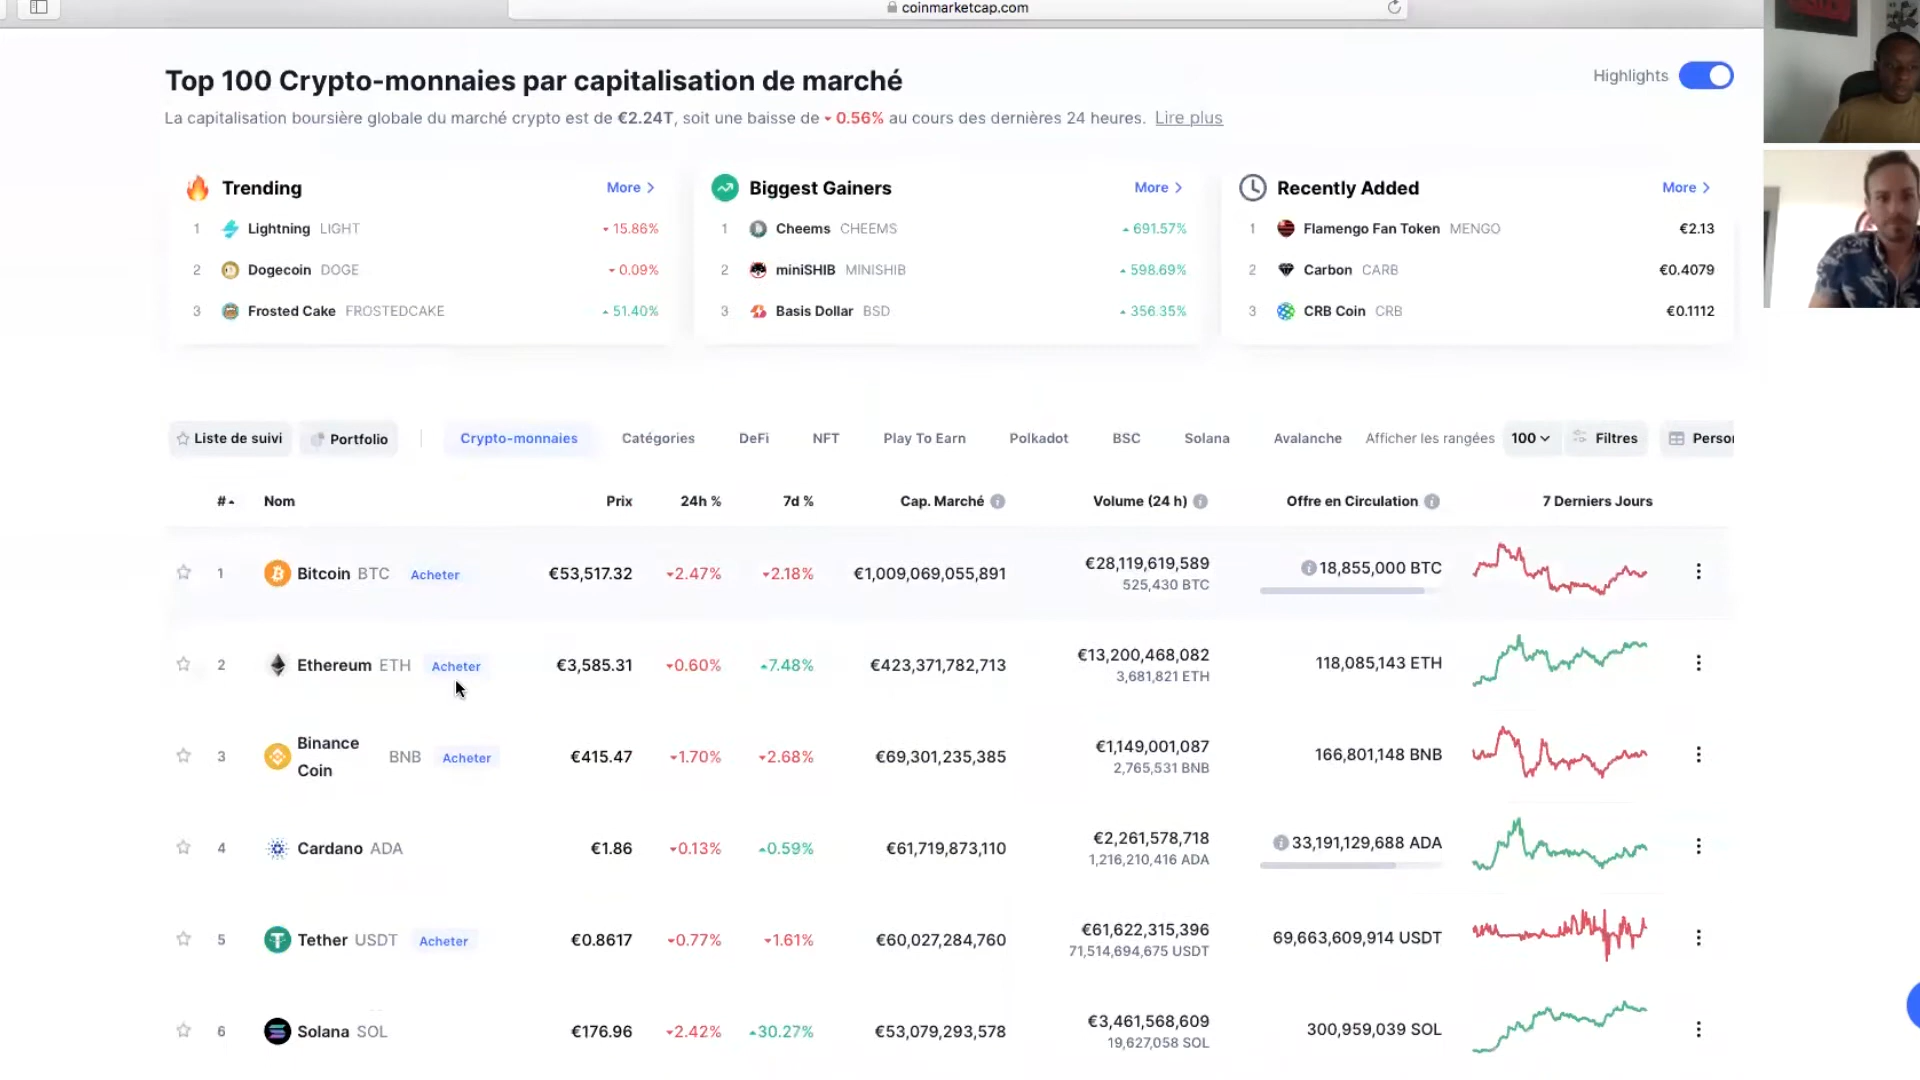 coinmarketcap.com
Top 100 Crypto-monnaies par capitalisation de marché
Highlights
La capitalisation boursière globale du marché crypto est de €2.24T, soit une baisse de 0.56% au cours des dernières 24 heures. Lire plus
Trending More
1 Lightning LIGHT 15.86%
2 Dogecoin DOGE 0.09%
3 Frosted Cake FROSTEDCAKE 51.40%
Biggest Gainers More
1 Cheems CHEEMS 691.57%
2 miniSHIB MINISHIB 598.69%
3 Basis Dollar BSD 356.35%
Recently Added More
1 Flamengo Fan Token MENGO €2.13
2 Carbon CARB €0.4079
3 CRB Coin CRB €0.1112
Liste de suivi Portfolio Crypto-monnaies Catégories DeFi NFT Play To Earn Polkadot BSC Solana Avalanche Afficher les rangées 100 Filtres Person
# Nom Prix 24h % 7d % Cap. Marché Volume (24 h) Offre en Circulation 7 Derniers Jours
1 Bitcoin BTC Acheter €53,517.32 2.47% 2.18% €1,009,069,055,891 €28,119,619,589 18,855,000 BTC
525,430 BTC
2 Ethereum ETH Acheter €3,585.31 0.60% 7.48% €423,371,782,713 €13,200,468,082 118,085,143 ETH
3,681,821 ETH
3 Binance Coin BNB Acheter €415.47 1.70% 2.68% €69,301,235,385 €1,149,001,087 166,801,148 BNB
2,765,531 BNB
4 Cardano ADA €1.86 0.13% 0.59% €61,719,873,110 €2,261,578,718 33,191,129,688 ADA
1,216,210,416 ADA
5 Tether USDT Acheter €0.8617 0.77% 1.61% €60,027,284,760 €61,622,315,396 69,663,609,914 USDT
71,514,694,675 USDT
6 Solana SOL €176.96 2.42% 30.27% €53,079,293,578 €3,461,568,609 300,959,039 SOL
19,627,058 SOL